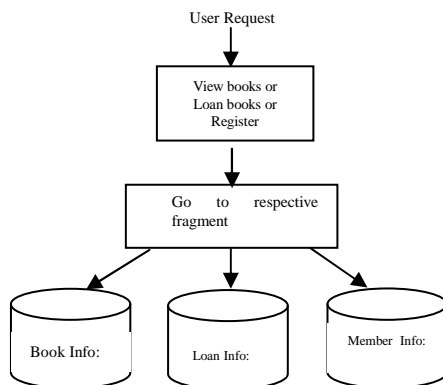 User Request
View books or
Loan books or
Register
Go to respective
fragment
Book Info:
Loan Info:
Member Info: